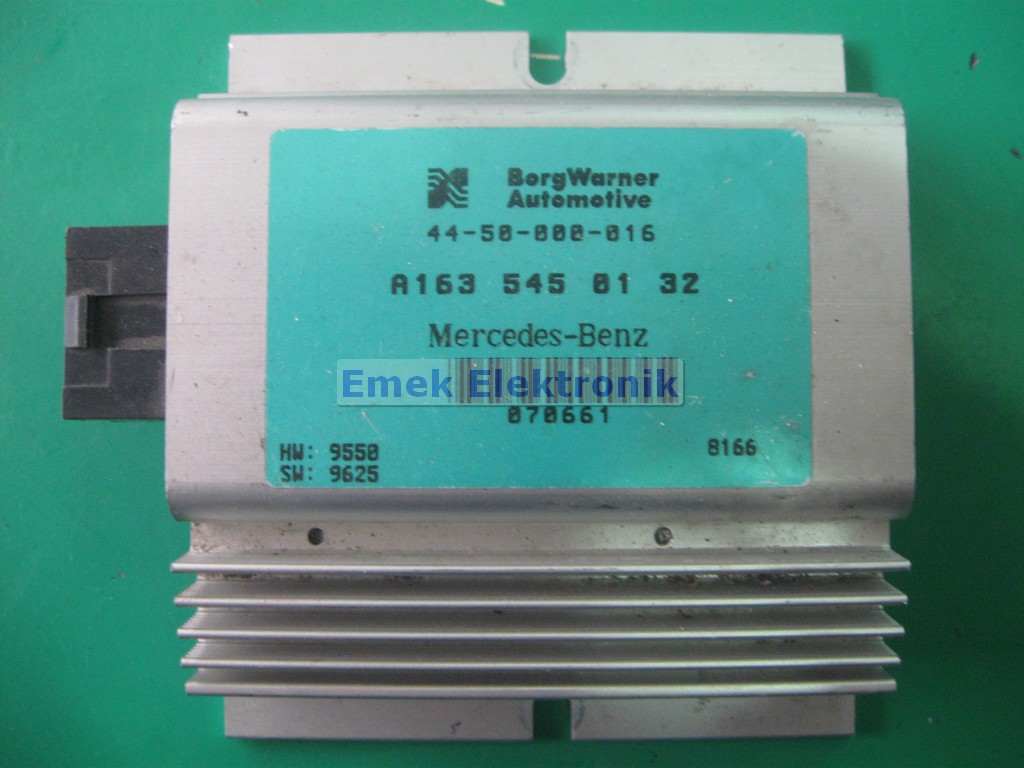 BorgWarner
Automotive
44-50-000-016
A163 545 01 32
Mercedes-Benz
Emek Elektronik
070661
HW: 9550
SW: 9625
8166